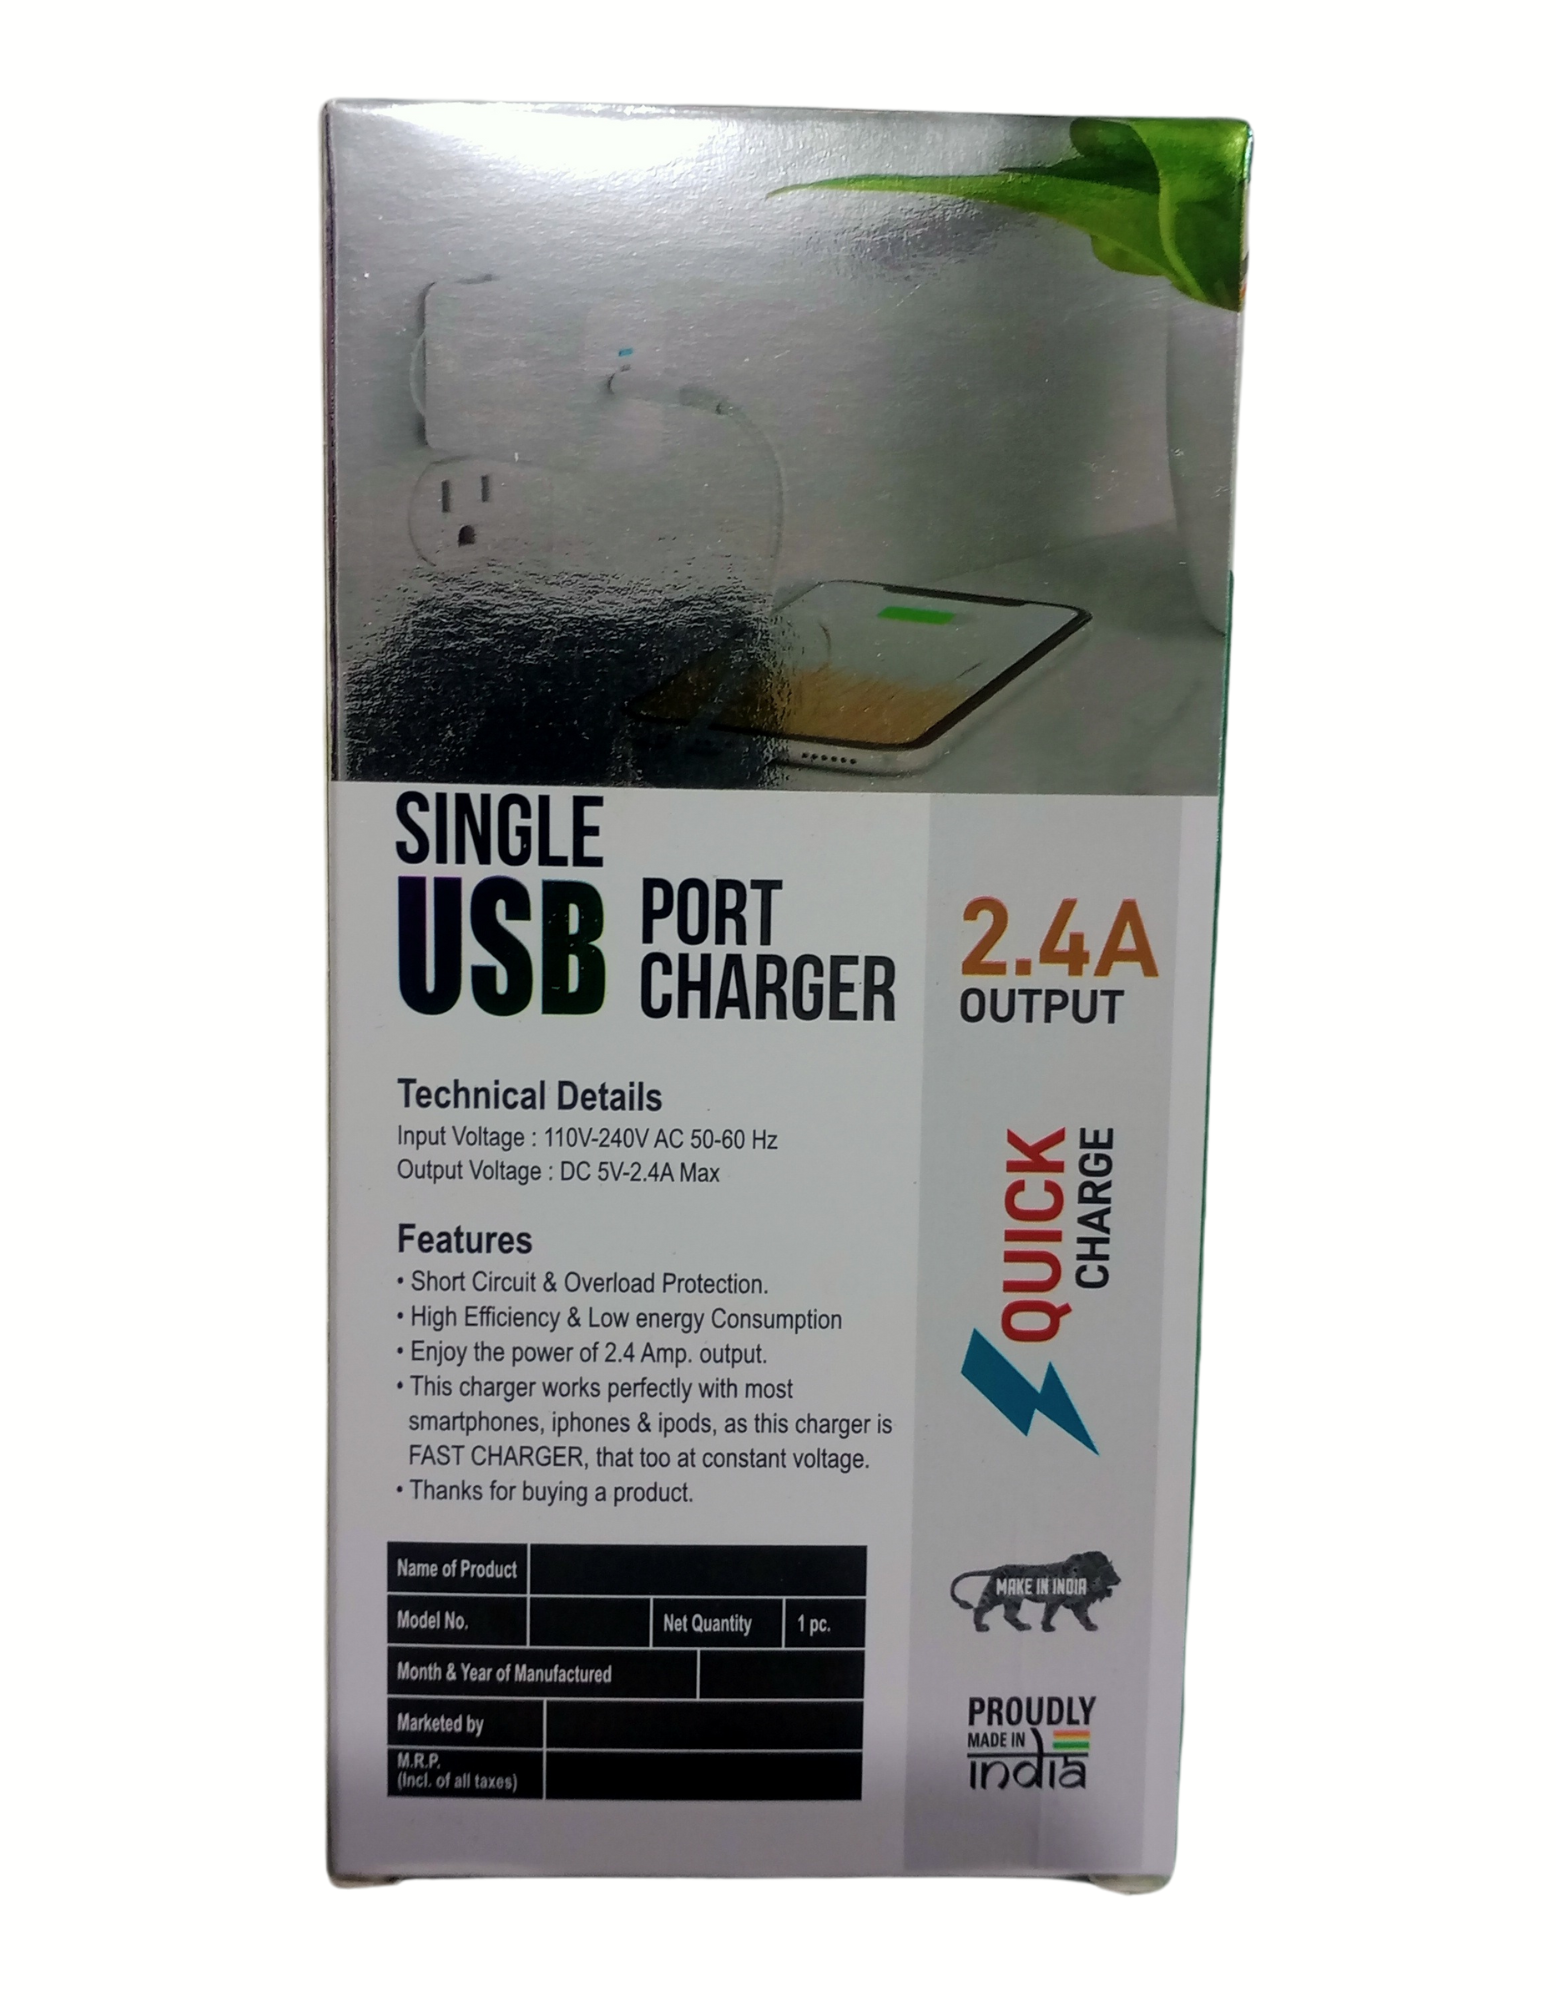 SINGLE
USB PORT
CHARGER
2.4A
OUTPUT
Technical Details
Input Voltage : 110V-240V AC 50-60 Hz
Output Voltage : DC 5V-2.4A Max
QUICK
CHARGE
Features
• Short Circuit & Overload Protection.
• High Efficiency & Low energy Consumption
• Enjoy the power of 2.4 Amp. output.
• This charger works perfectly with most
smartphones, iphones & ipods, as this charger is
FAST CHARGER, that too at constant voltage.
• Thanks for buying a product.
Name of Product
Model No. Net Quantity 1 pc.
Month & Year of Manufactured
Marketed by
M.R.P.
(Incl. of all taxes)
MAKE IN INDIA
PROUDLY
MADE IN
india